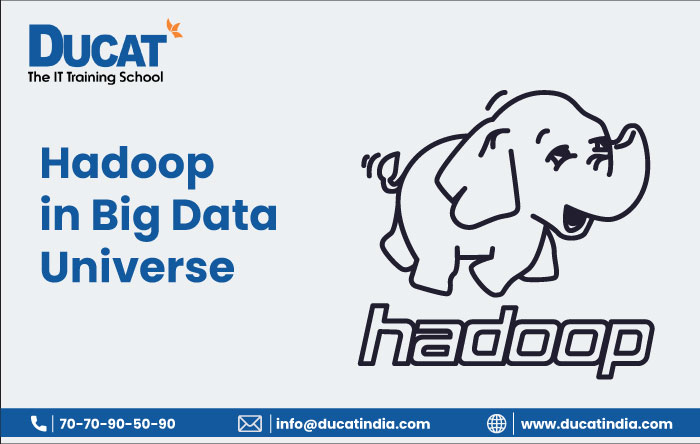 DUCAT
The IT Training School
Hadoop
in Big Data
Universe
hadoop
70-70-90-50-90
info@ducatindia.com
www.ducatindia.com